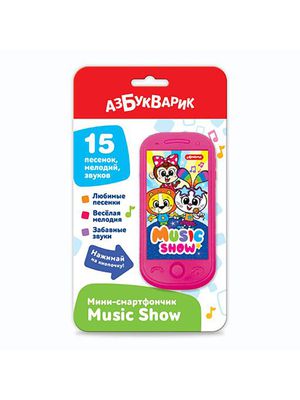 АЗБУКВАРИК
15
песенок,
мелодий,
звуков
Любимые
песенки
Весёлая
мелодия
Забавные
звуки
Нажимай
на кнопочку!
MUSIC
SHOW
Мини-смартфончик
Music Show